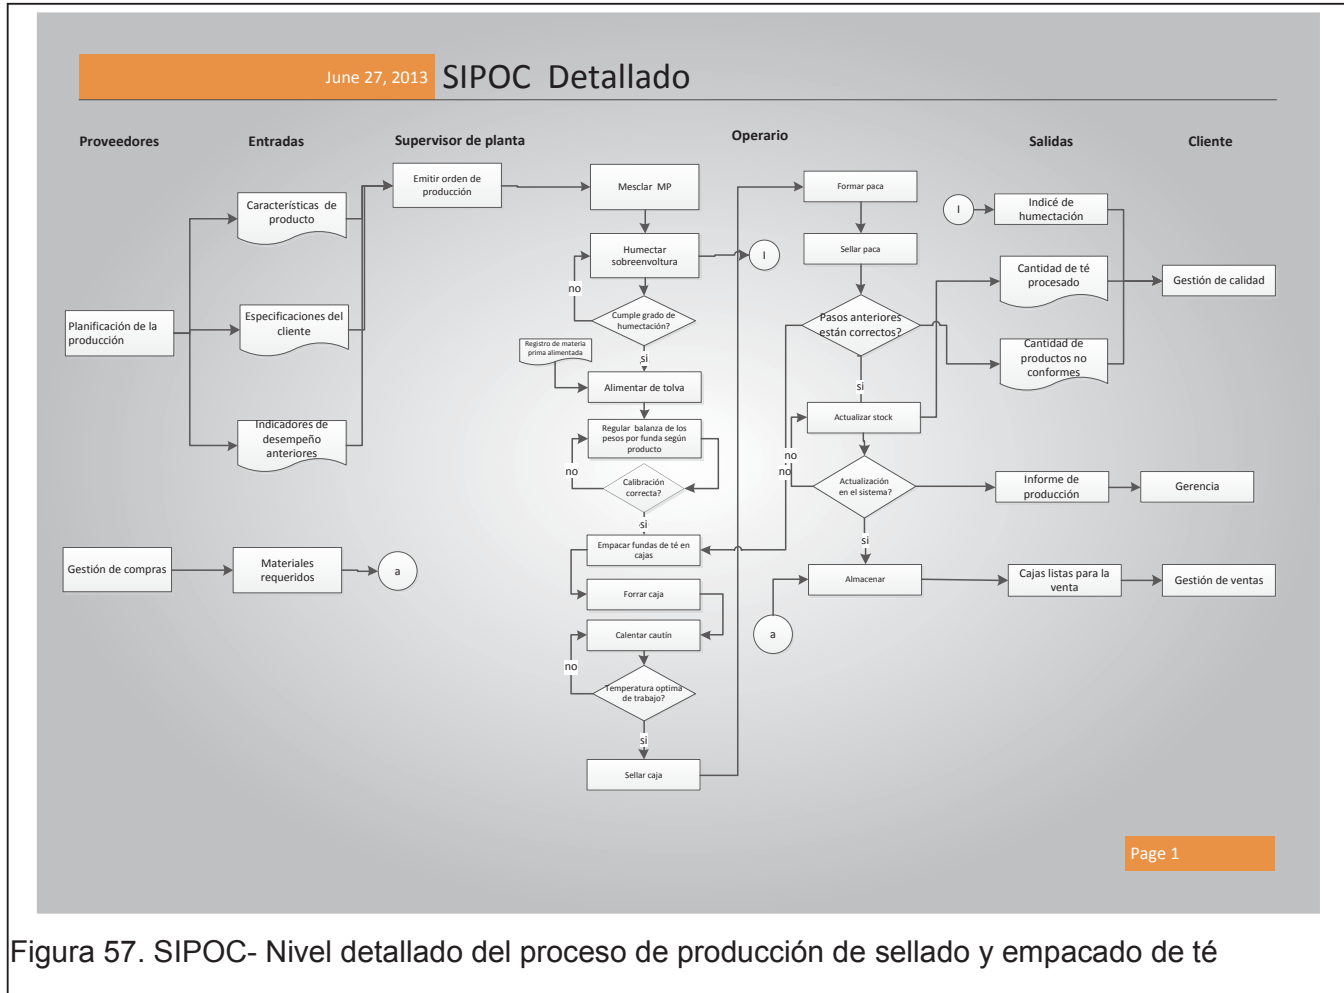 June 27, 2013 SIPOC Detallado
Proveedores
Entradas
Supervisor de planta
Operario
Salidas
Cliente
Planificación de la
producción
Características de
producto
Especificaciones del
cliente
Indicadores de
desempeño
anteriores
Gestión de compras
Materiales
requeridos
a
Emitir orden de
producción
Mesclar MP
Humectar
sobreenvoltura
I
no
Cumple grado de
humectación?
si
Registro de materia
prima alimentada
Alimentar de tolva
Regular balanza de los
pesos por funda según
producto
no
Calibración
correcta?
si
Empacar fundas de té en
cajas
Forrar caja
Calentar cautín
no
Temperatura optima
de trabajo?
si
Sellar caja
Formar paca
Sellar paca
Pasos anteriores
están correctos?
si
Actualizar stock
no
no
Actualización
en el sistema?
si
Almacenar
a
I
Indicé de
humectación
Cantidad de té
procesado
Cantidad de
productos no
conformes
Informe de
producción
Cajas listas para la
venta
Gestión de calidad
Gerencia
Gestión de ventas
Page 1
Figura 57. SIPOC- Nivel detallado del proceso de producción de sellado y empacado de té